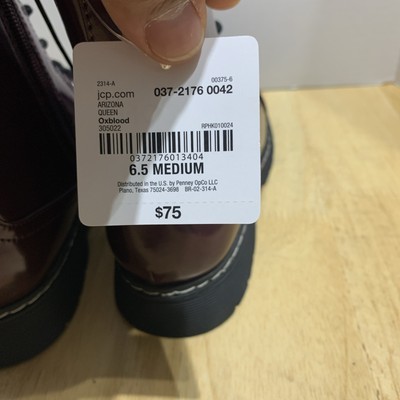 2314-A 00375-6
jcp.com 037-2176 0042
ARIZONA
QUEEN
Oxblood
305022 RPHK010024
0372176013404
6.5 MEDIUM
Distributed in the U.S. by Penney OpCo LLC
Plano, Texas 75024-3698 BR-02-314-A
$75